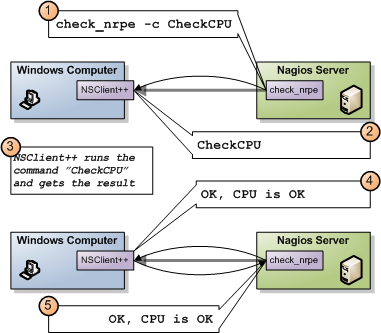 1
check_nrpe -c CheckCPU
Windows Computer
NSClient++
Nagios Server
check_nrpe
2
CheckCPU
3
NSClient++ runs the
command "CheckCPU"
and gets the result
4
OK, CPU is OK
Windows Computer
NSClient++
Nagios Server
check_nrpe
5
OK, CPU is OK